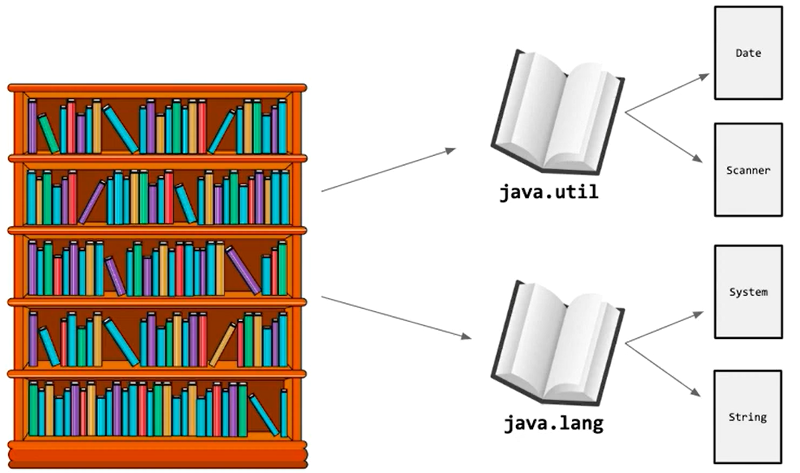 Date
java.util
Scanner
System
java.lang
String